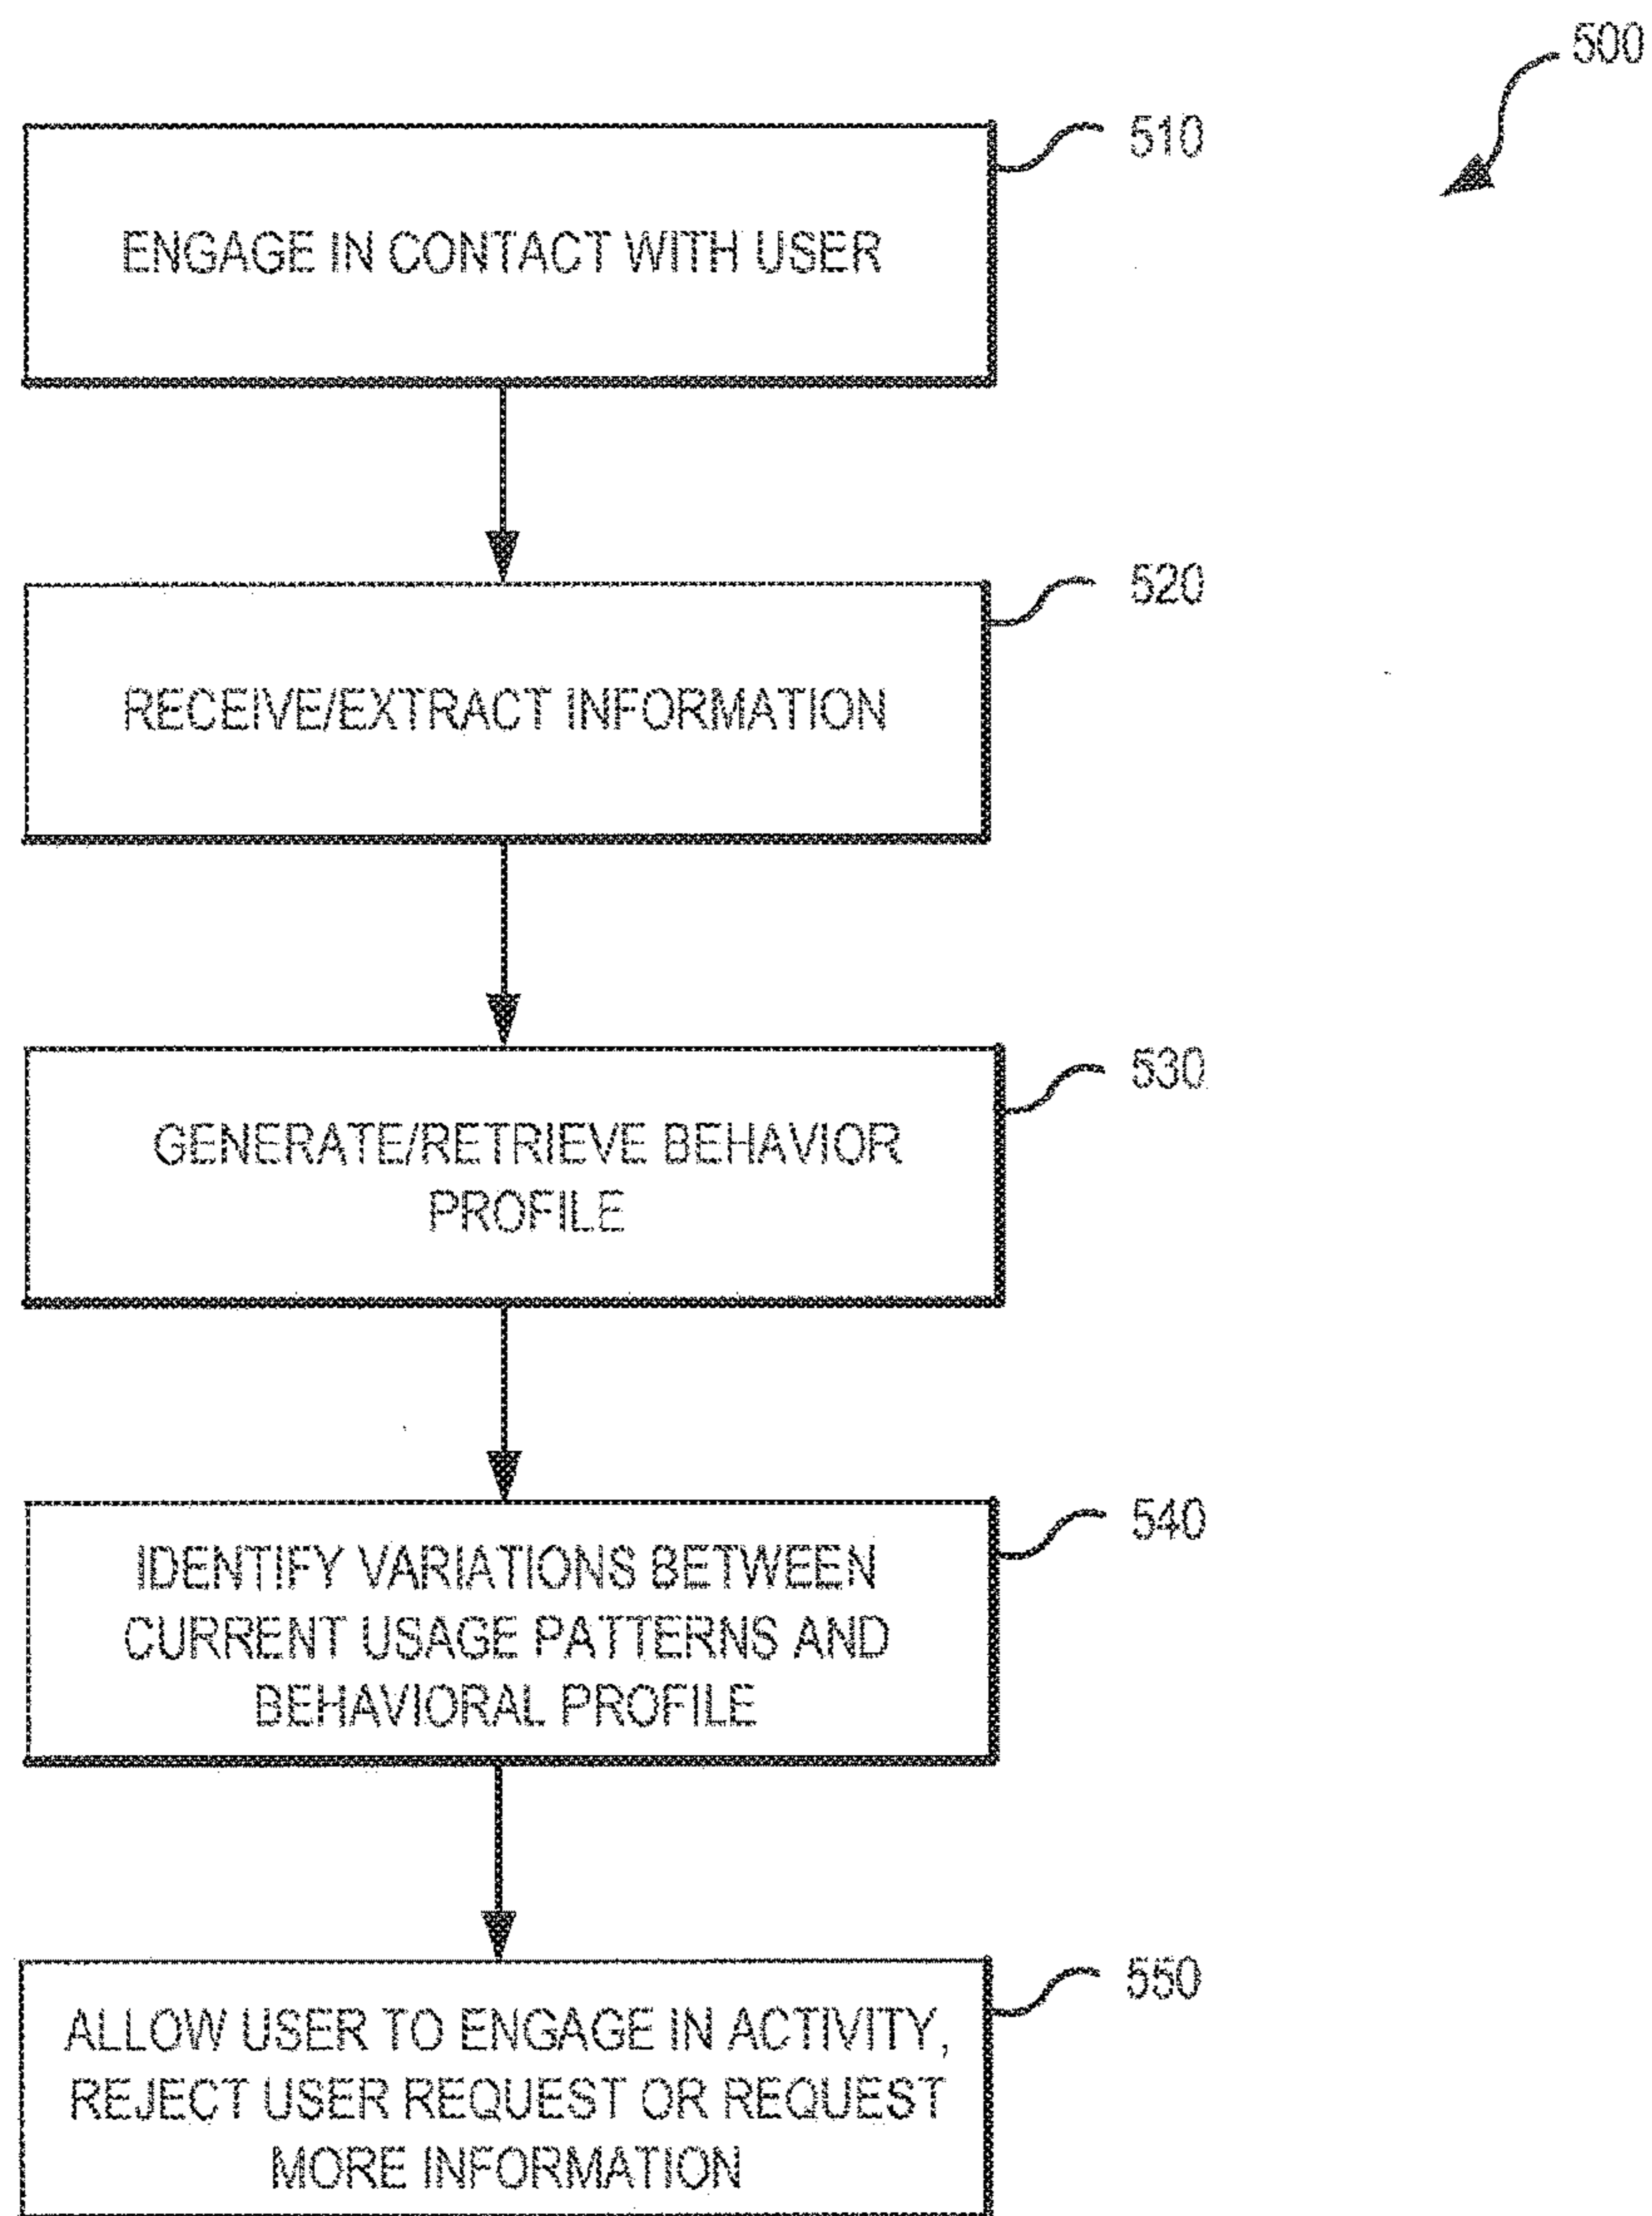 500
510
ENGAGE IN CONTACT WITH USER
520
RECEIVE/EXTRACT INFORMATION
530
GENERATE/RETRIEVE BEHAVIOR
PROFILE
540
IDENTIFY VARIATIONS BETWEEN
CURRENT USAGE PATTERNS AND
BEHAVIORAL PROFILE
550
ALLOW USER TO ENGAGE IN ACTIVITY,
REJECT USER REQUEST OR REQUEST
MORE INFORMATION